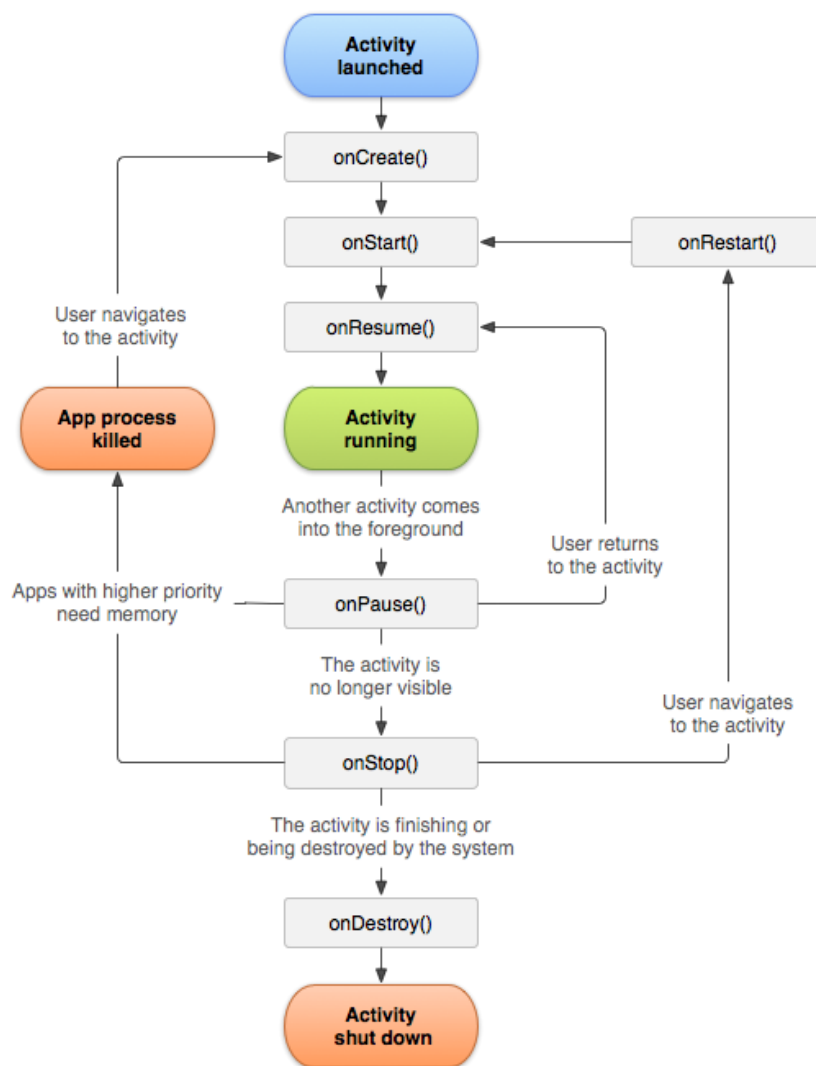 Activity
launched
onCreate()
onStart()
onRestart()
User navigates
to the activity
onResume()
App process
killed
Activity
running
Another activity comes
into the foreground
User returns
to the activity
Apps with higher priority
need memory
onPause()
The activity is
no longer visible
User navigates
to the activity
onStop()
The activity is finishing or
being destroyed by the system
onDestroy()
Activity
shut down